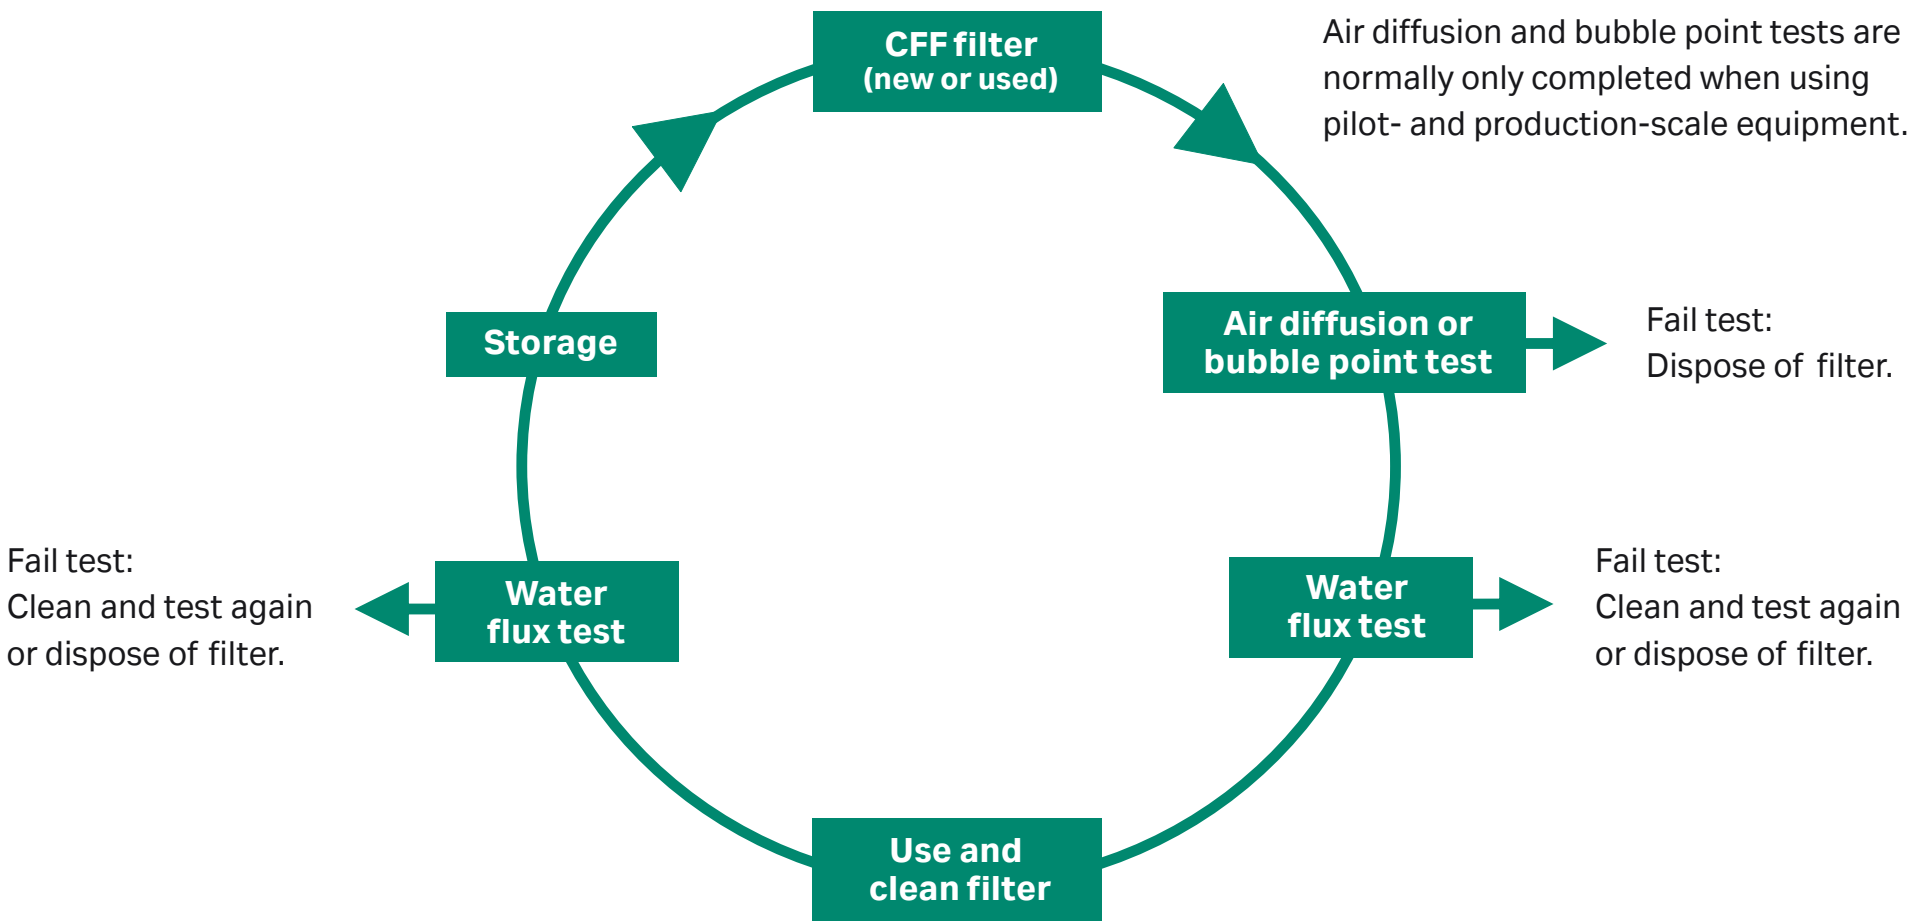 CFF filter
(new or used)
Air diffusion and bubble point tests are
normally only completed when using
pilot- and production-scale equipment.
Air diffusion or
bubble point test
Fail test:
Dispose of filter.
Water
flux test
Fail test:
Clean and test again
or dispose of filter.
Use and
clean filter
Water
flux test
Fail test:
Clean and test again
or dispose of filter.
Storage